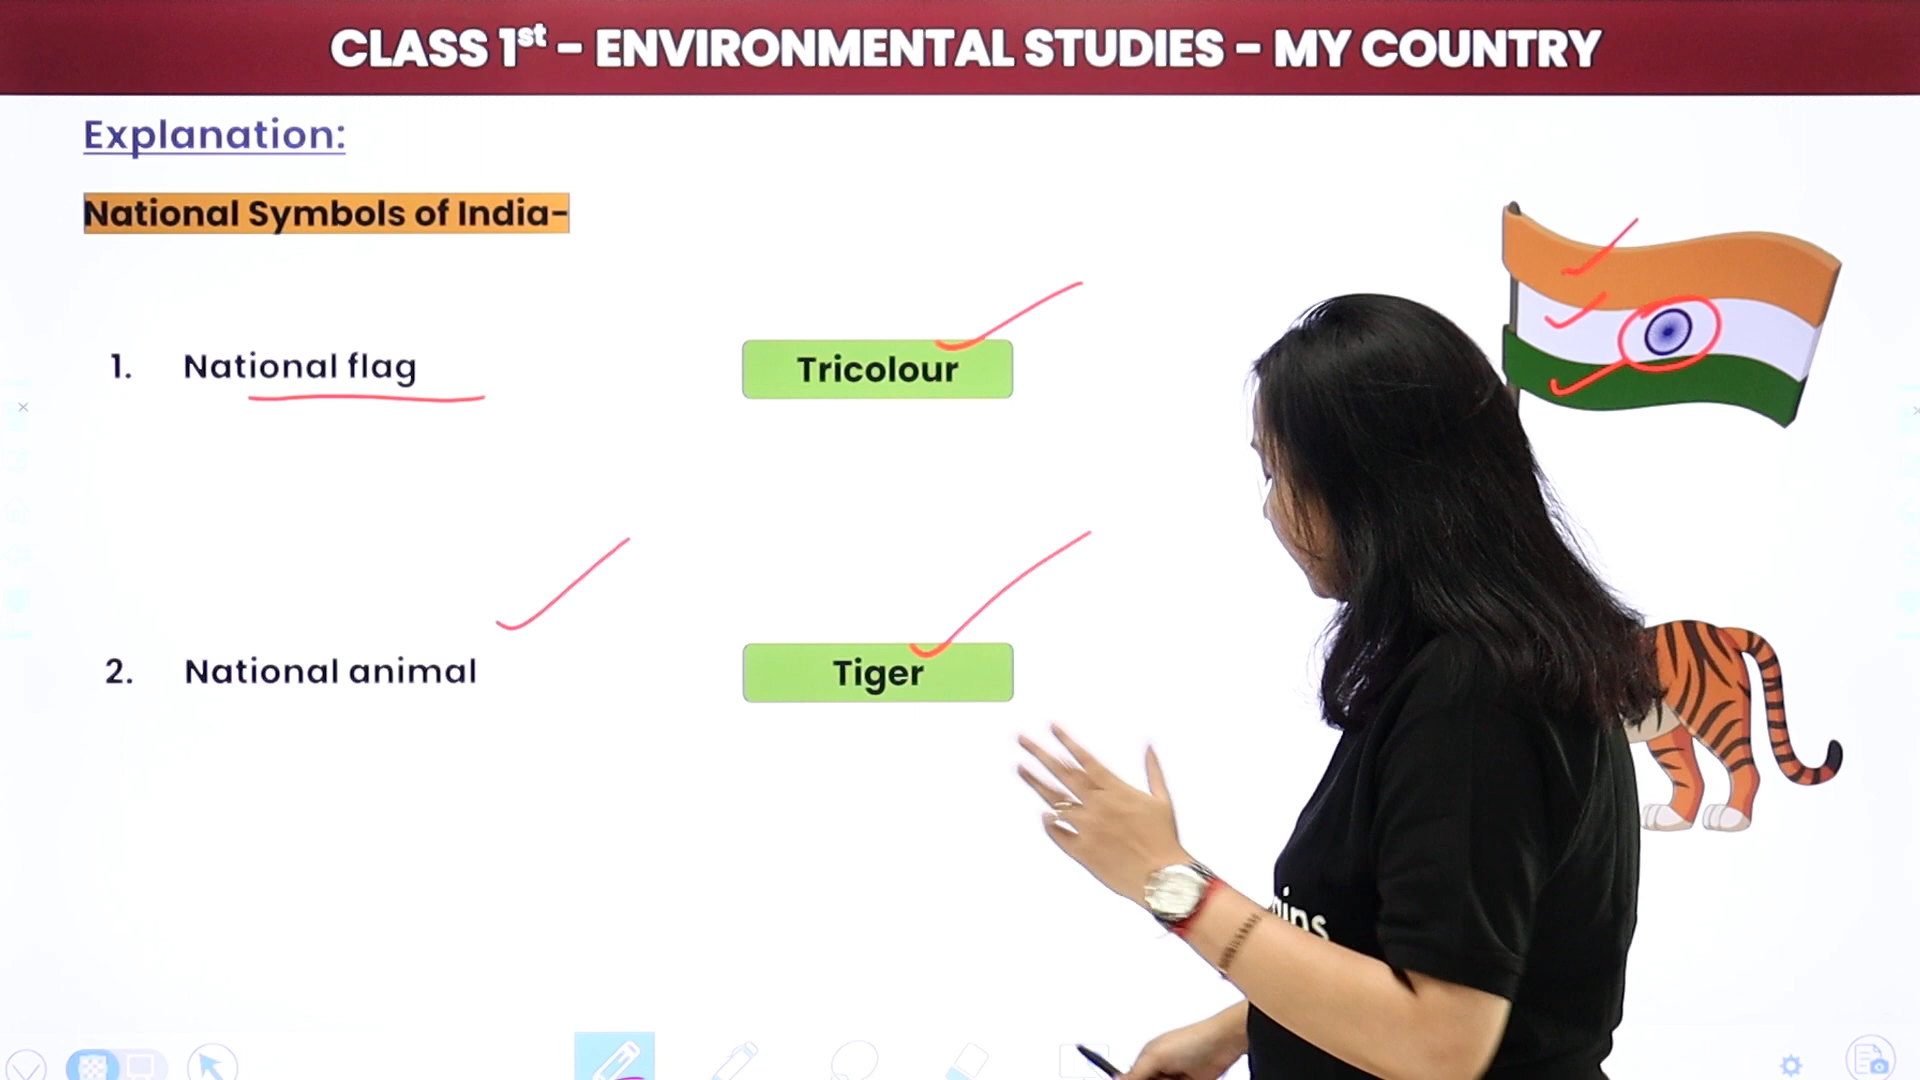 CLASS 1st – ENVIRONMENTAL STUDIES – MY COUNTRY
Explanation:
National Symbols of India-
1. National flag
Tricolour
2. National animal
Tiger